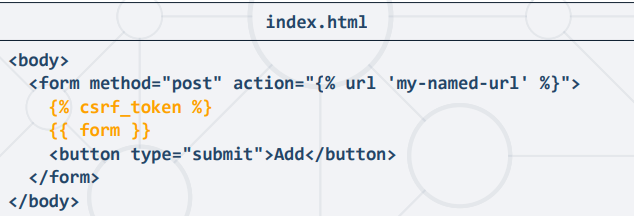 index.html
<body>
  <form method="post" action="{% url 'my-named-url' %}">
    {% csrf_token %}
    {{ form }}
    <button type="submit">Add</button>
  </form>
</body>